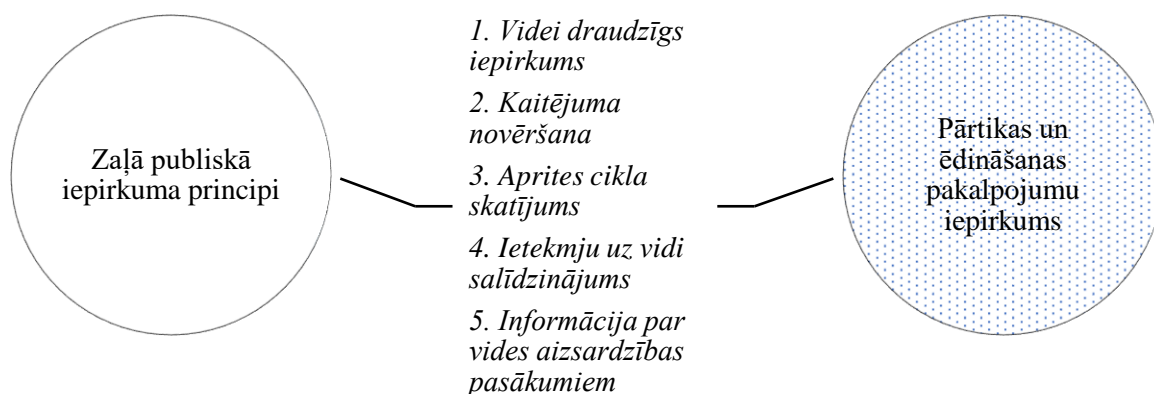 Zaļā publiskā
iepirkuma principi
1. Videi draudzīgs
iepirkums
2. Kaitējuma
novēršana
3. Aprites cikla
skatījums
4. Ietekmju uz vidi
salīdzinājums
5. Informācija par
vides aizsardzības
pasākumiem
Pārtikas un
ēdināšanas
pakalpojumu
iepirkums